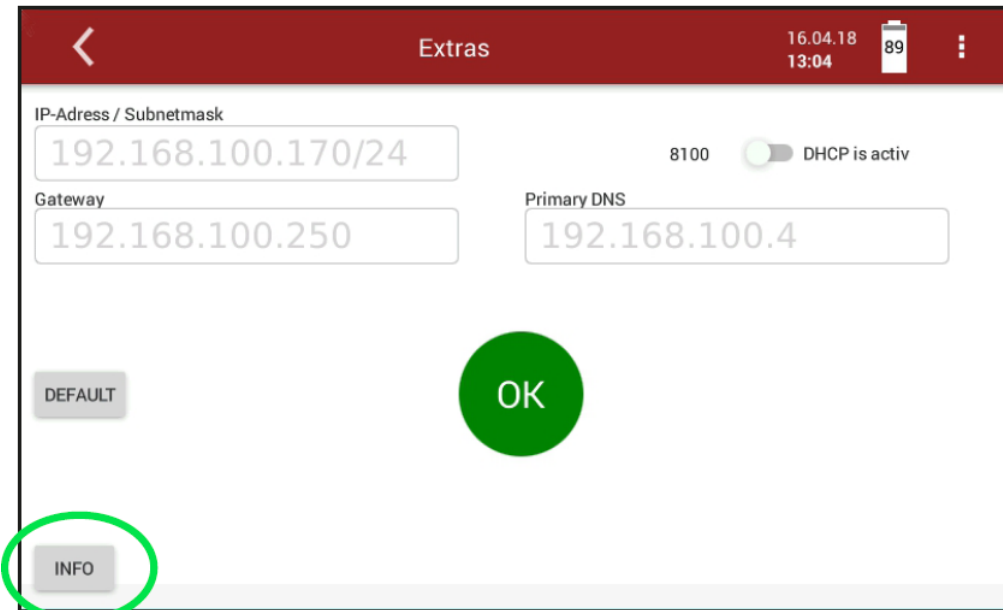 Extras
16.04.18
13:04
89
IP-Adress / Subnetmask
192.168.100.170/24
8100
DHCP is activ
Gateway
192.168.100.250
Primary DNS
192.168.100.4
DEFAULT
OK
INFO